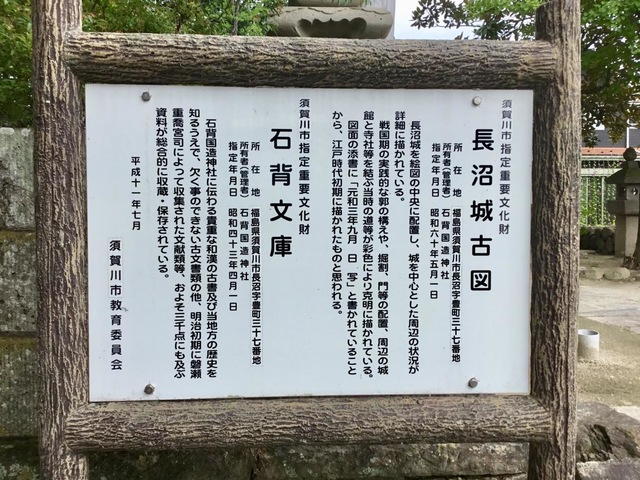 須賀川市指定重要文化財
長沼城古図
所在地 福島県須賀川市長沼字豊町三十七番地
所有者(管理者) 石背国造神社
指定年月日 昭和六十年五月一日
長沼城を絵図の中央に配置し、城を中心とした周辺の状況が
詳細に描かれている。
戦国期の実践的な郭の構えや、掘割、門等の配置、周辺の城
館と寺社等を結ぶ当時の道等が彩色により克明に描かれている。
図面の添書に「元和三年九月 日 写」と書かれていること
から、江戸時代初期に描かれたものと思われる。
須賀川市指定重要文化財
石背文庫
所在地 福島県須賀川市長沼字豊町三十七番地
所有者(管理者) 石背国造神社
指定年月日 昭和四十三年四月一日
石背国造神社に伝わる貴重な和漢の古書及び当地方の歴史を
知るうえで、欠く事のできない古文書類の他、明治初期に磐瀬
重喬宮司によって収集された文献類等、およそ三千点にも及ぶ
資料が総合的に収蔵・保存されている。
平成十一年七月
須賀川市教育委員会